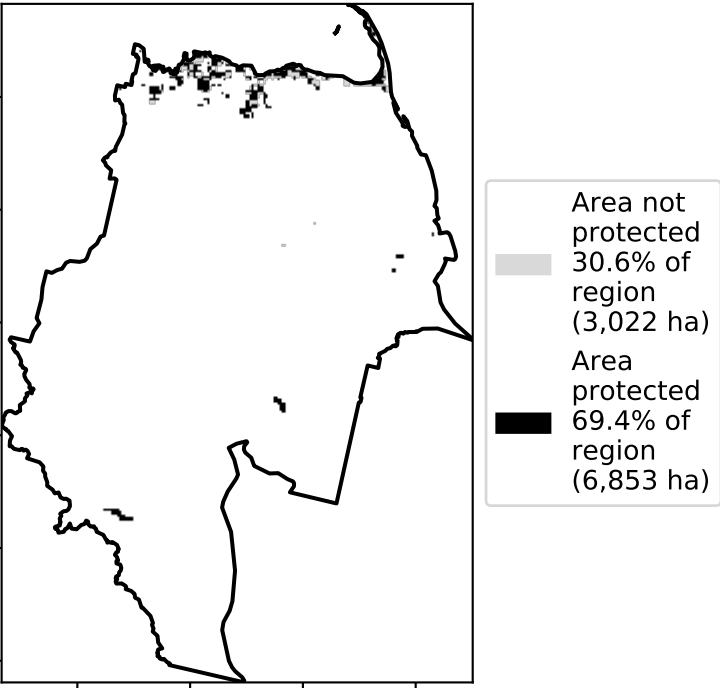 Area not
protected
30.6% of
region
(3,022 ha)
Area
protected
69.4% of
region
(6,853 ha)